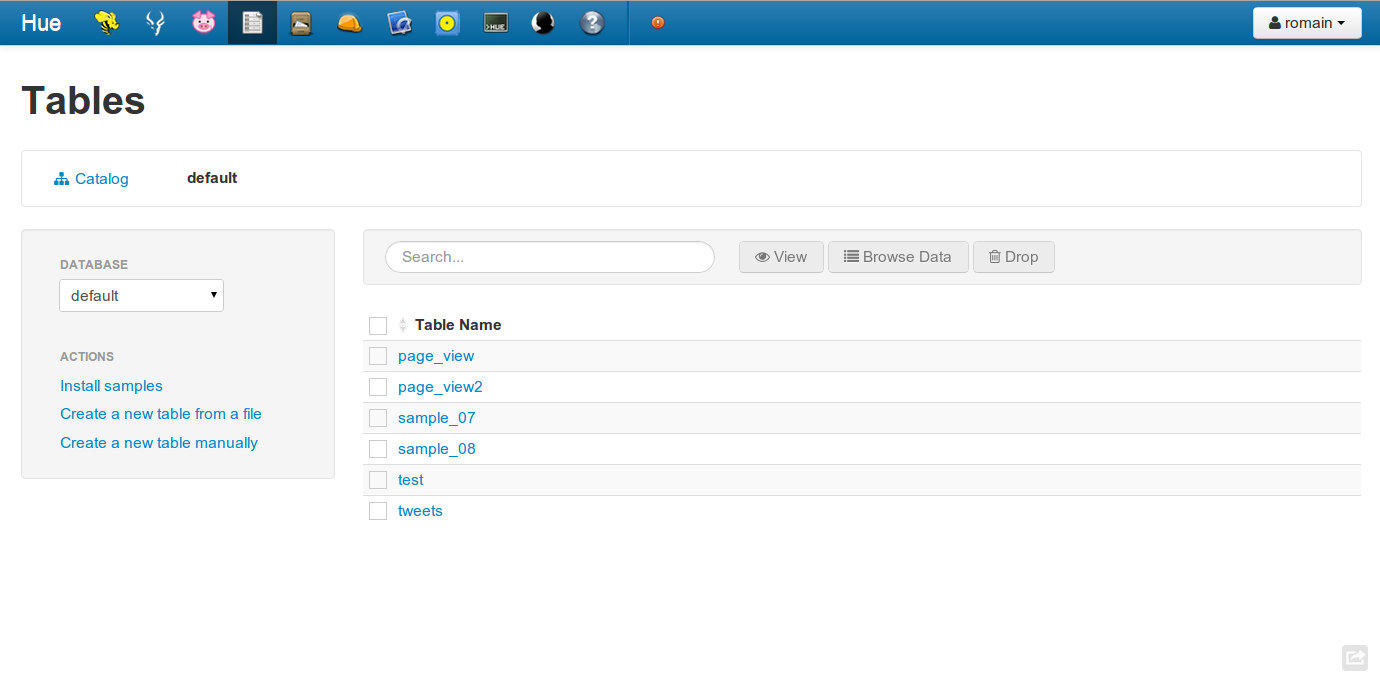 Hue >HUE romain
Tables
Catalog default
DATABASE
default
ACTIONS
Install samples
Create a new table from a file
Create a new table manually
Search... View Browse Data Drop
Table Name
page_view
page_view2
sample_07
sample_08
test
tweets